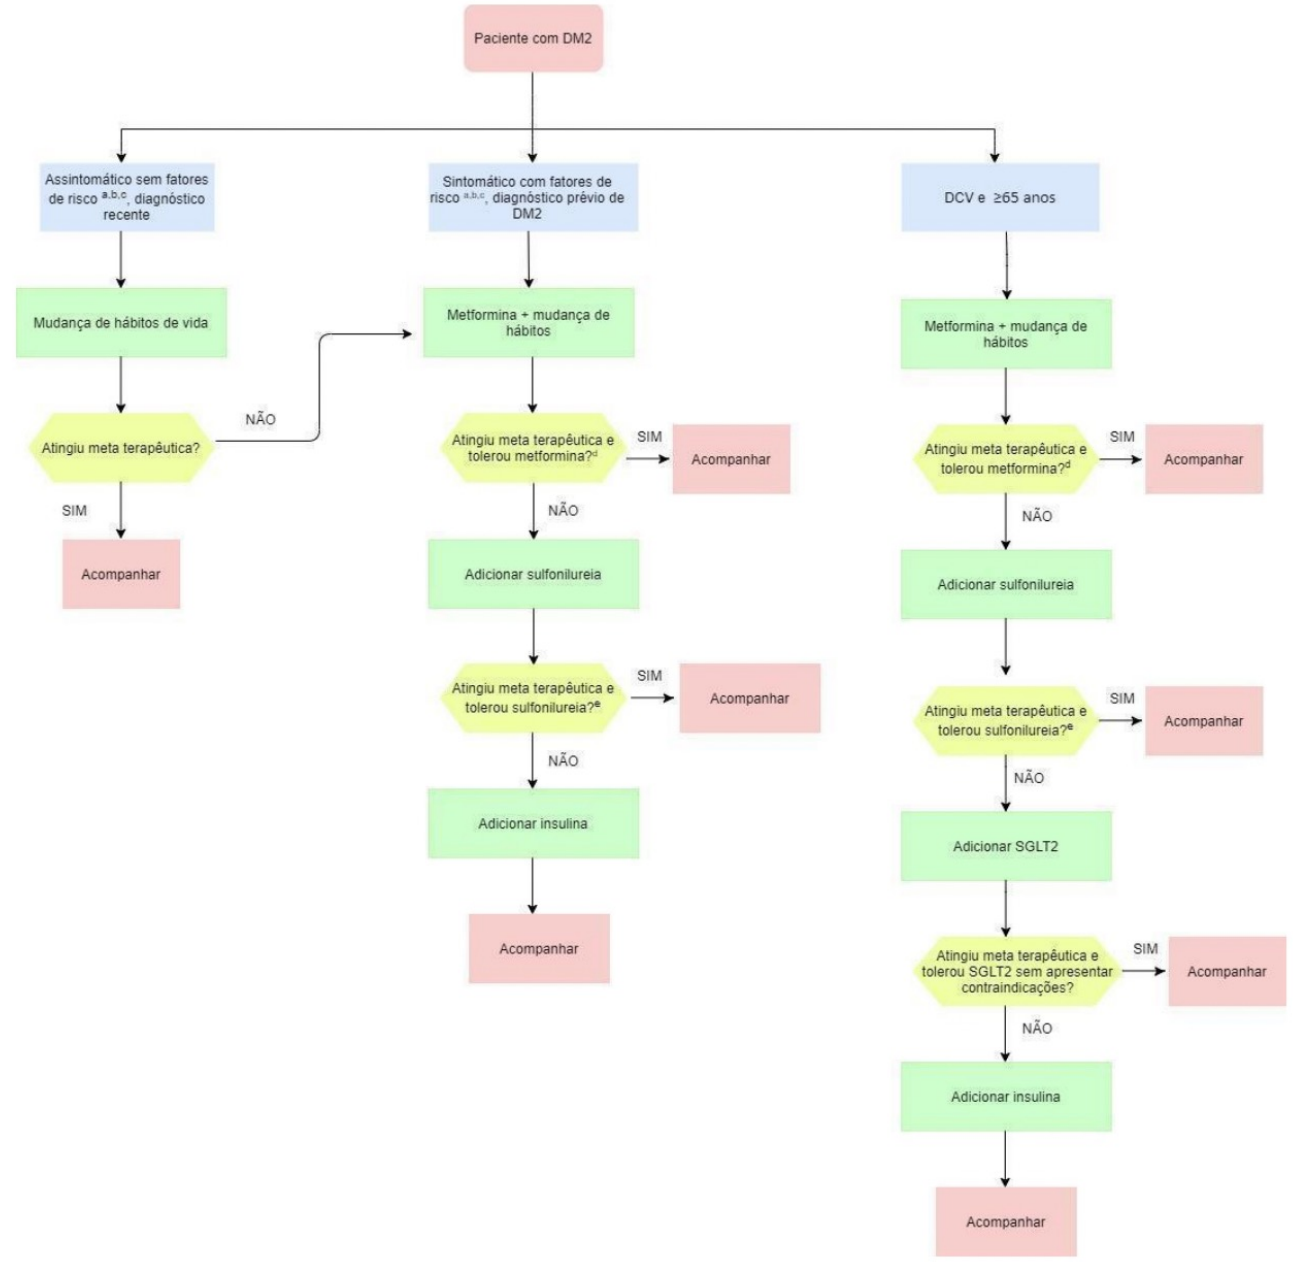 Paciente com DM2
Assintomático sem fatores
de risco a,b,c, diagnóstico
recente
Mudança de hábitos de vida
Atingiu meta terapêutica?
NÃO
SIM
Acompanhar
Sintomático com fatores de
risco a,b,c, diagnóstico prévio de
DM2
Metformina + mudança de
hábitos
Atingiu meta terapêutica e
tolerou metformina?d
SIM
Acompanhar
NÃO
Adicionar sulfonilureia
Atingiu meta terapêutica e
tolerou sulfonilureia?e
SIM
Acompanhar
NÃO
Adicionar insulina
Acompanhar
DCV e ≥65 anos
Metformina + mudança de
hábitos
Atingiu meta terapêutica e
tolerou metformina?d
SIM
Acompanhar
NÃO
Adicionar sulfonilureia
Atingiu meta terapêutica e
tolerou sulfonilureia?e
SIM
Acompanhar
NÃO
Adicionar SGLT2
Atingiu meta terapêutica e
tolerou SGLT2 sem apresentar
contraindicações?
SIM
Acompanhar
NÃO
Adicionar insulina
Acompanhar